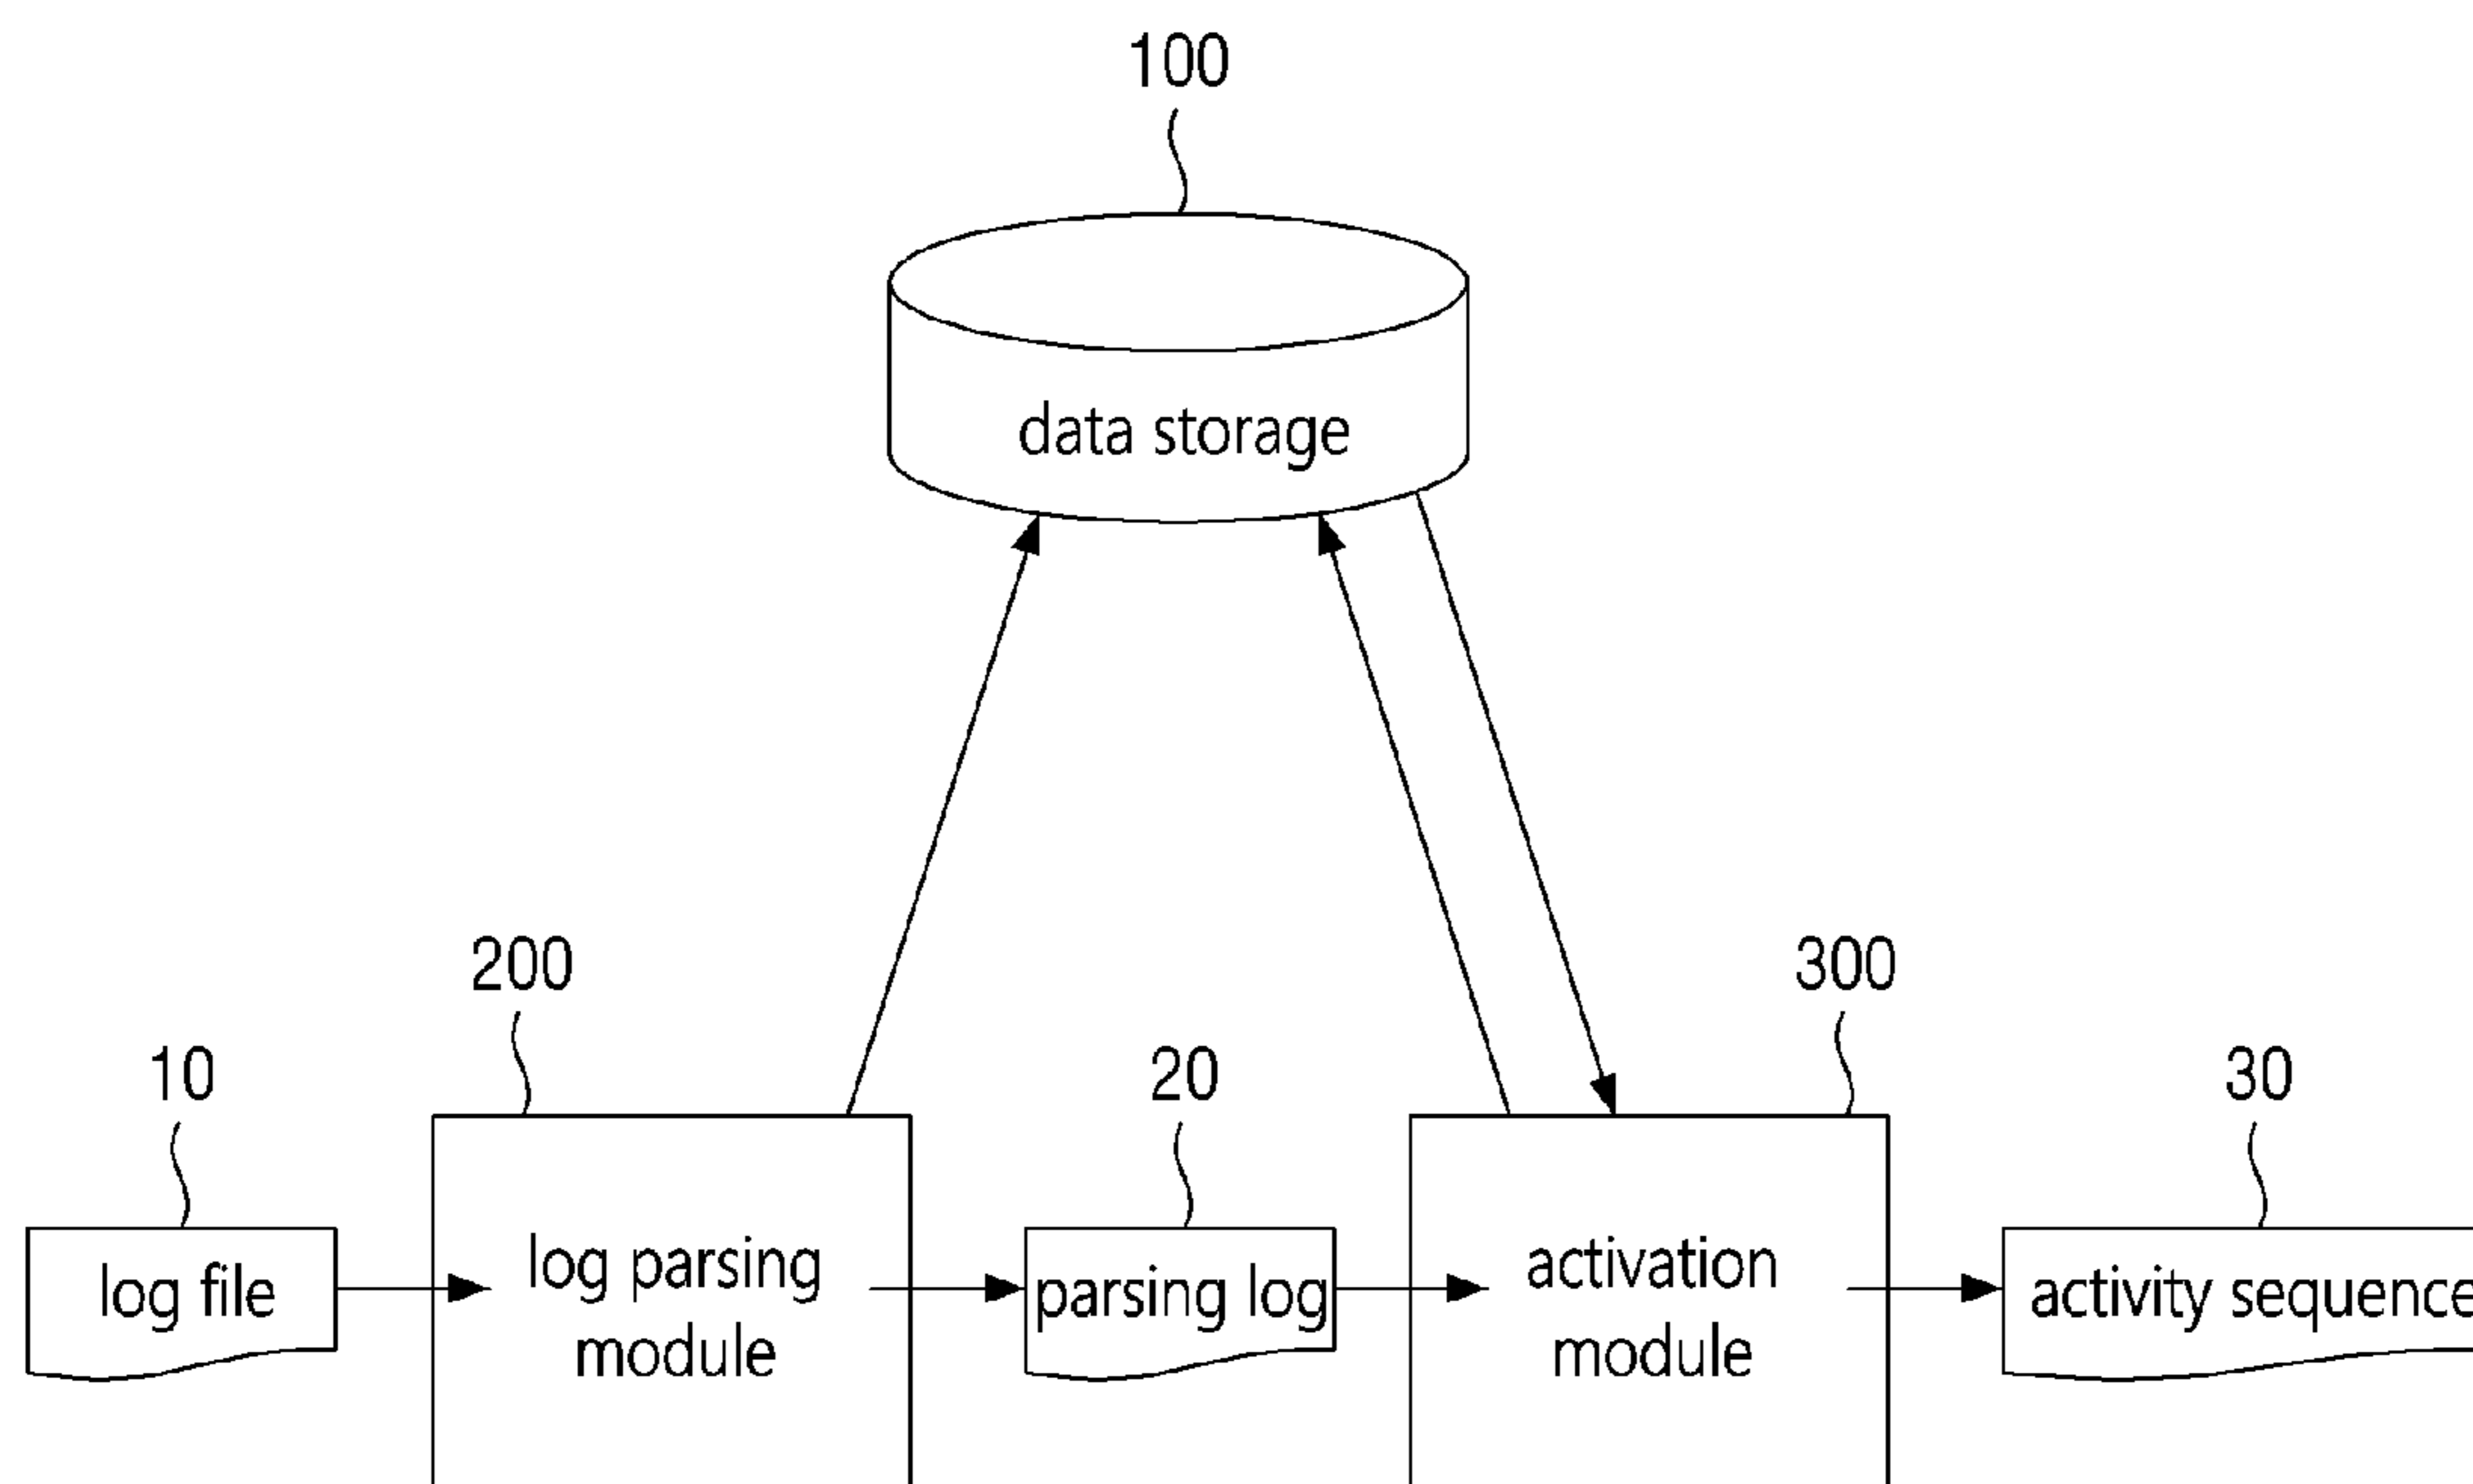 100
data storage
200
300
10
20
30
log file
log parsing
module
parsing log
activation
module
activity sequence